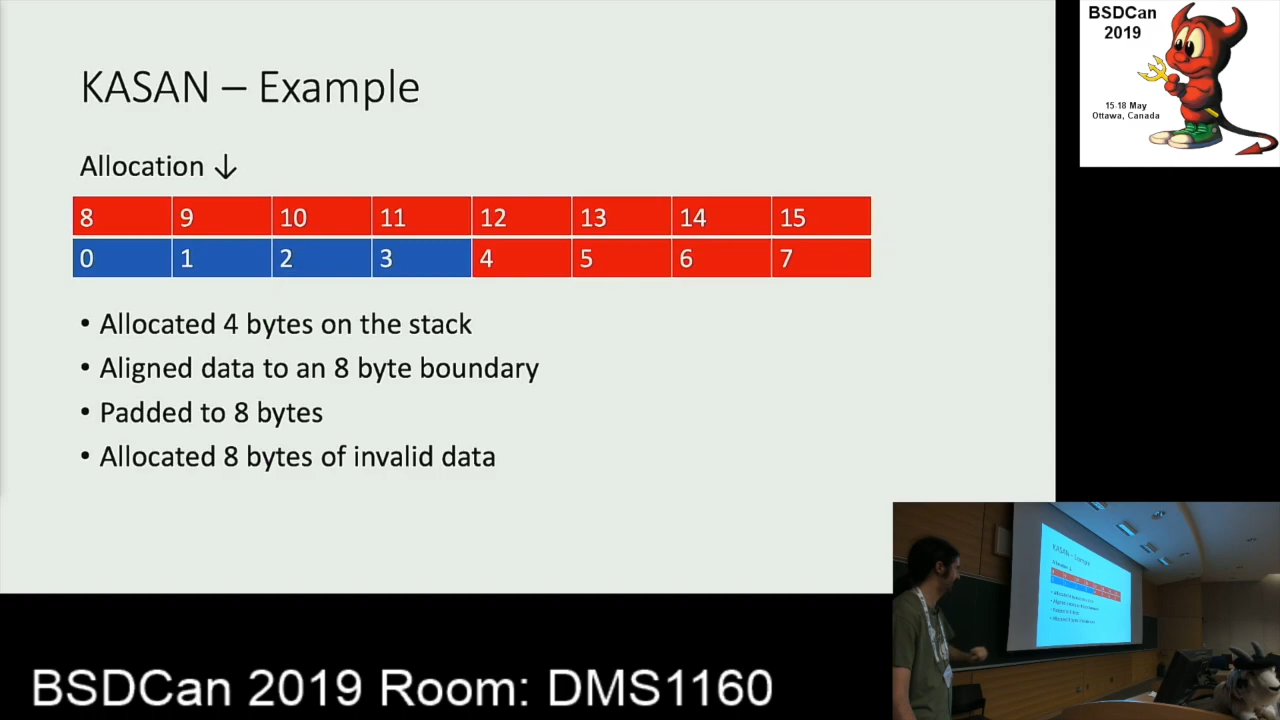 KASAN – Example
Allocation ↓
8 9 10 11 12 13 14 15
0 1 2 3 4 5 6 7
• Allocated 4 bytes on the stack
• Aligned data to an 8 byte boundary
• Padded to 8 bytes
• Allocated 8 bytes of invalid data
BSDCan
2019
15-18 May
Ottawa, Canada
KASAN – Example
BSDCan 2019 Room: DMS1160